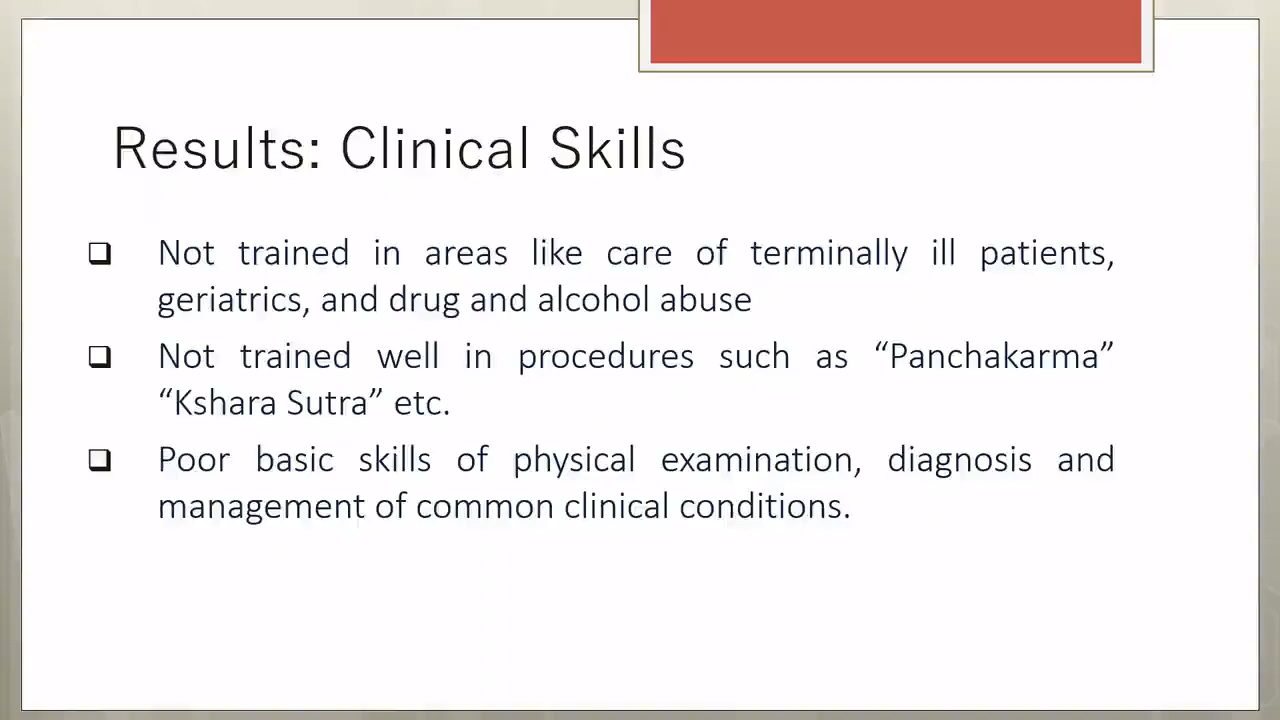 Results: Clinical Skills
❑ Not trained in areas like care of terminally ill patients,
geriatrics, and drug and alcohol abuse
❑ Not trained well in procedures such as “Panchakarma”
“Kshara Sutra” etc.
❑ Poor basic skills of physical examination, diagnosis and
management of common clinical conditions.